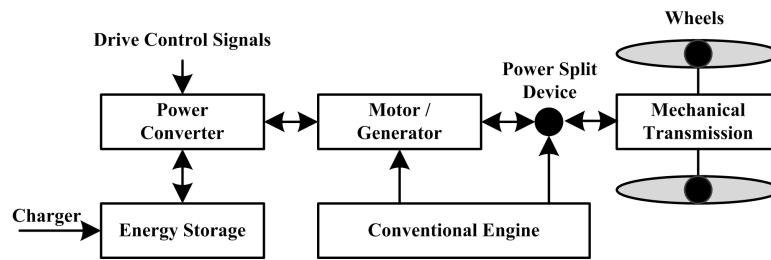 Wheels
Drive Control Signals
Power Split
Device
Power
Converter
Motor /
Generator
Mechanical
Transmission
Charger
Energy Storage
Conventional Engine